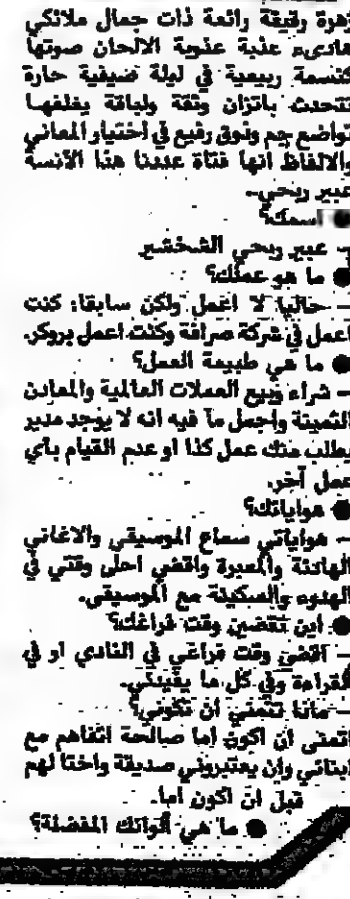 زهرة رقيقة رائعة ذات جمال ملائكي
هادىء عذبة عذوبة الالحان صوتها
كنسمة ربيعية في ليلة صيفية حارة
تتحدث باتزان وثقة ولباقة يغلفها
تواضع جم وذوق رفيع في اختيار المعاني
والالفاظ انها فتاة عددنا هذا الآنسة
عبير ربحي..
● اسمك؟
– عبير ربحي الشخشير
● ما هو عملك؟
– حاليا لا اعمل ولكن سابقا، كنت
اعمل في شركة صرافة وكنت اعمل بروكر.
● ما هي طبيعة العمل؟
– شراء وبيع العملات العالمية والمعادن
الثمينة واجمل ما فيه انه لا يوجد مدير
يطلب منك عمل كذا او عدم القيام بأي
عمل آخر.
● هواياتك؟
– هواياتي سماع الموسيقى والاغاني
الهادئة والمعبرة واقضي احلى وقتي في
الهدوء والسكينة مع الموسيقى.
● اين تقضين وقت فراغك؟
– اقضي وقت فراغي في النادي او في
القراءة وفي كل ما يفيدني.
– ماذا تتمني ان تكوني؟
اتمنى ان اكون اما صالحة اتفاهم مع
ابنائي وان يعتبروني صديقة واختا لهم
قبل ان اكون اما.
● ما هي ألوانك المفضلة؟